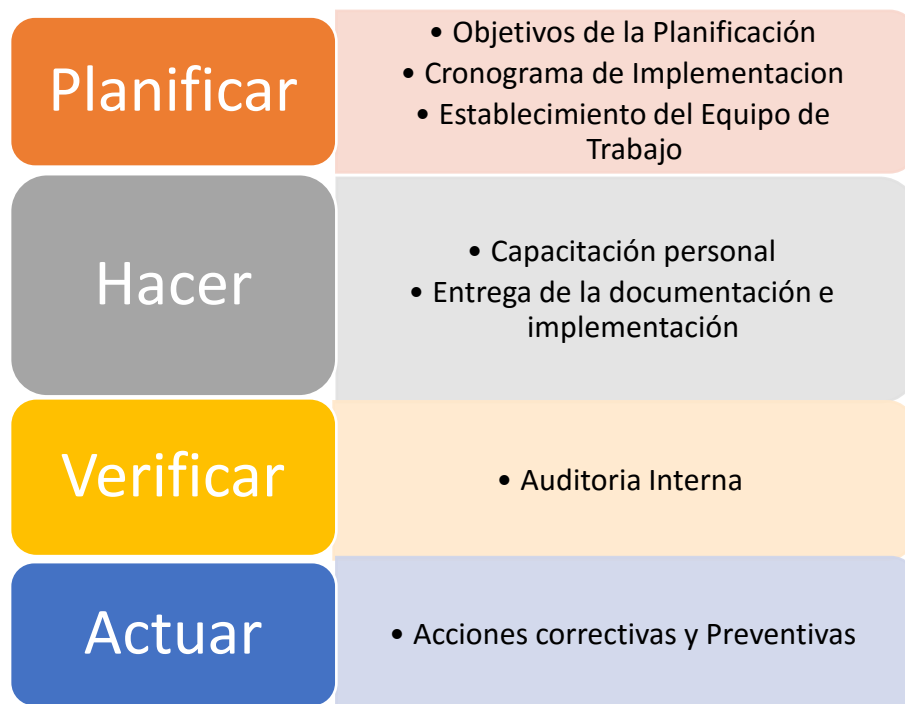 Planificar
• Objetivos de la Planificación
• Cronograma de Implementacion
• Establecimiento del Equipo de
Trabajo
Hacer
• Capacitación personal
• Entrega de la documentación e
implementación
Verificar
• Auditoria Interna
Actuar
• Acciones correctivas y Preventivas